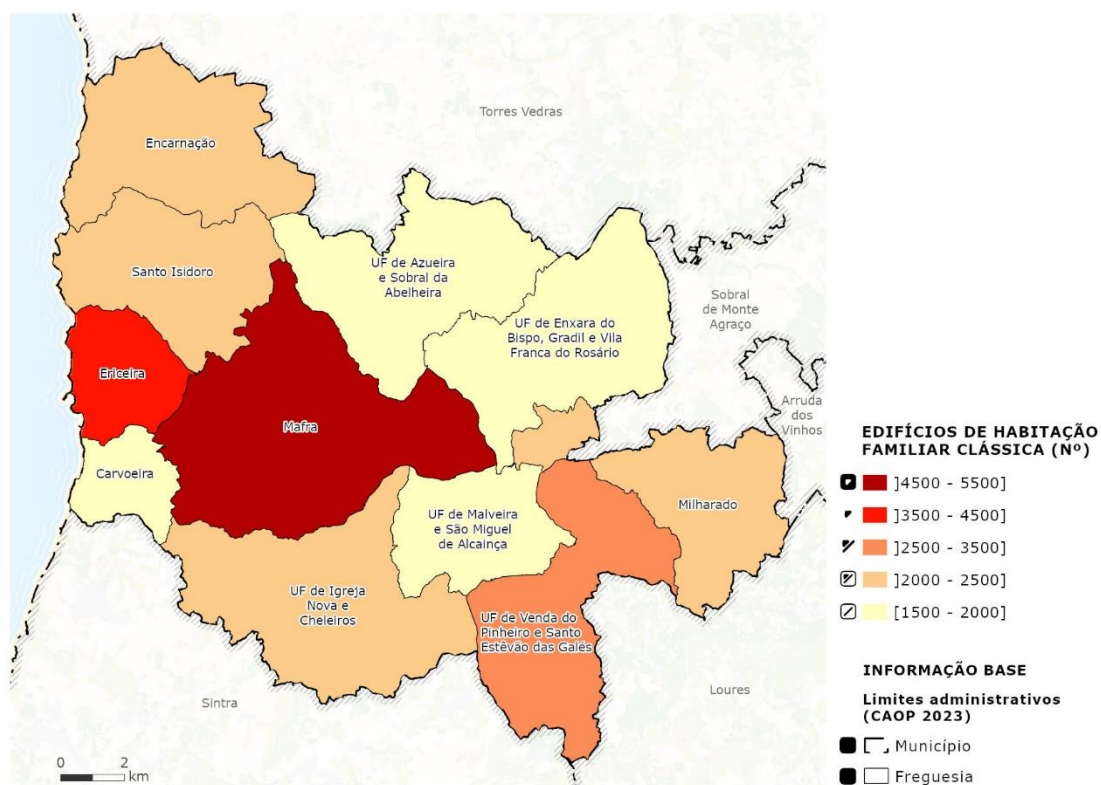 Torres Vedras
Encarnação
Santo Isidoro
UF de Azueira
e Sobral da
Abelheira
Sobral
de Monte
Agraço
UF de Enxara do
Bispo, Gradil e Vila
Franca do Rosário
Ericeira
Arruda
dos
Vinhos
Mafra
Carvoeira
Milharado
UF de Malveira
e São Miguel
de Alcainça
UF de Igreja
Nova e
Cheleiros
UF de Venda do
Pinheiro e Santo
Estêvão das Galés
Sintra
Loures
0 2
km
EDIFÍCIOS DE HABITAÇÃO
FAMILIAR CLÁSSICA (Nº)
]4500 - 5500]
]3500 - 4500]
]2500 - 3500]
]2000 - 2500]
[1500 - 2000]
INFORMAÇÃO BASE
Limites administrativos
(CAOP 2023)
Município
Freguesia